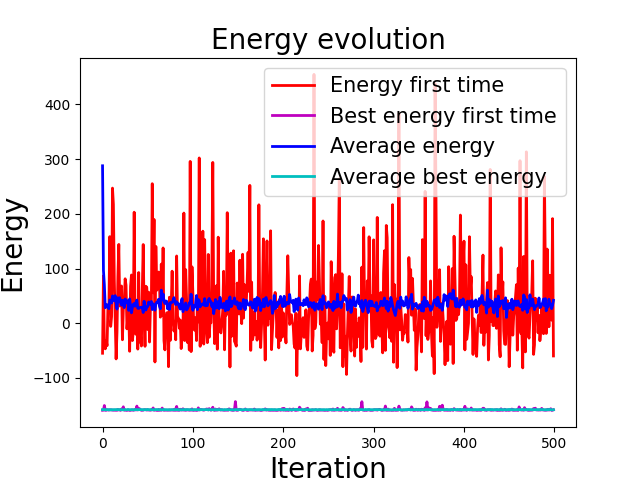 Energy evolution
Energy first time
Best energy first time
Average energy
Average best energy
Energy
400
300
200
100
0
−100
0
100
200
300
400
500
Iteration